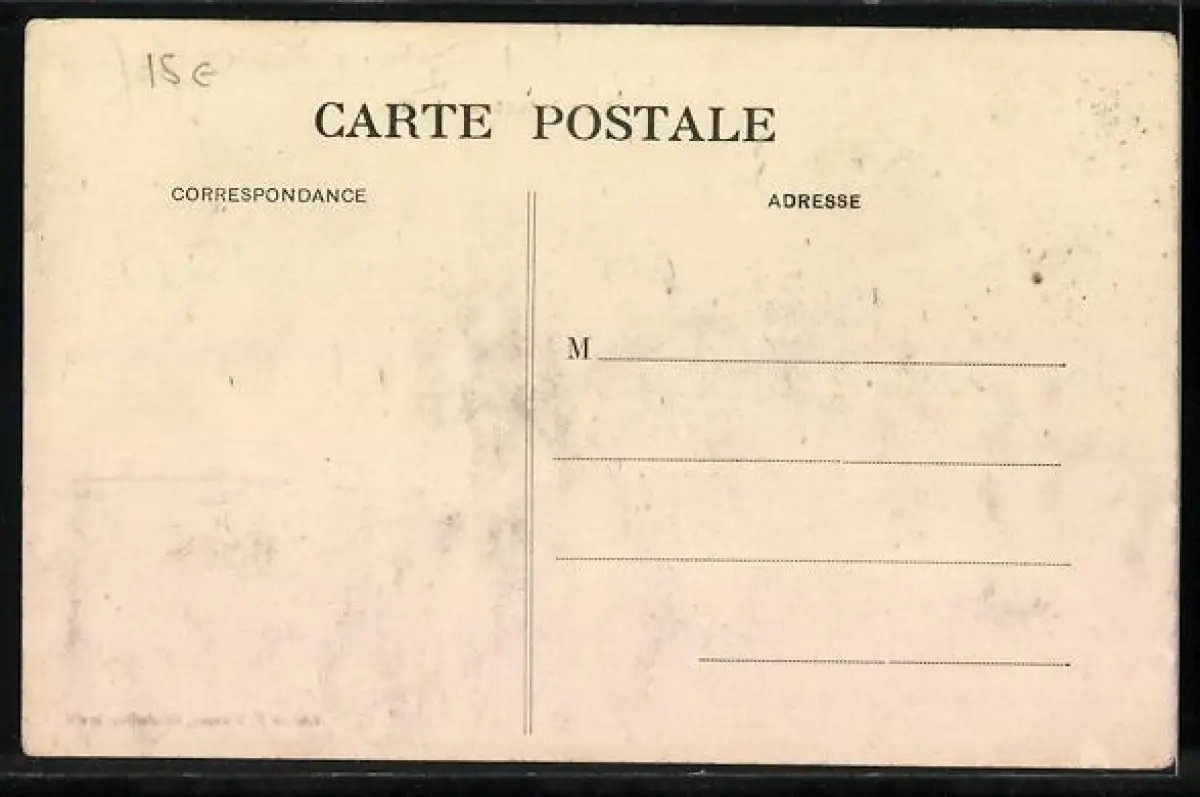 15 €
CARTE POSTALE
CORRESPONDANCE
ADRESSE
M